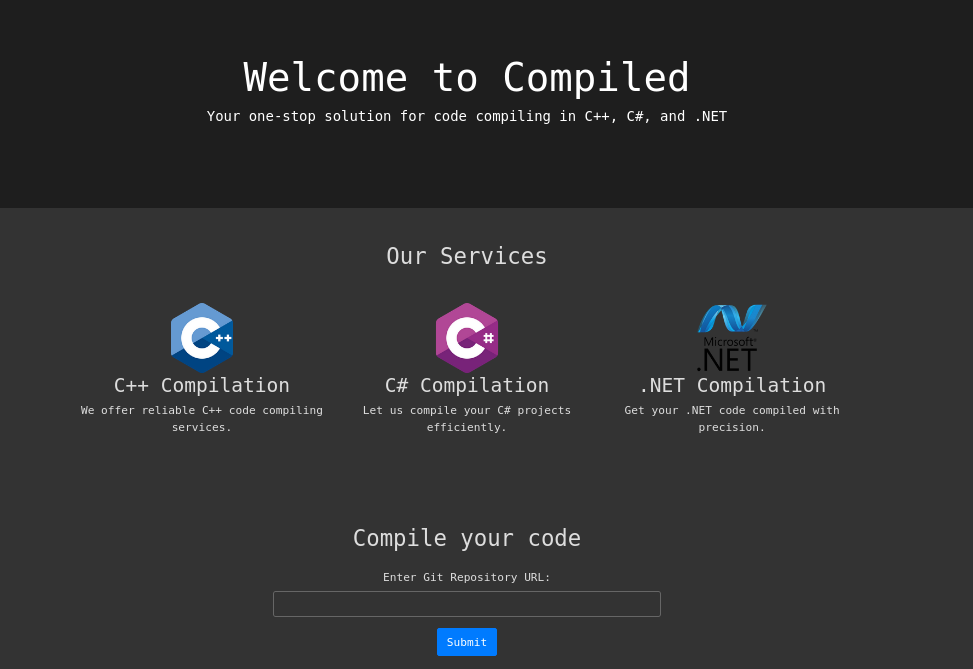 Welcome to Compiled
Your one-stop solution for code compiling in C++, C#, and .NET
Our Services
C++
C#
Microsoft®
.NET
C++ Compilation
C# Compilation
.NET Compilation
We offer reliable C++ code compiling
services.
Let us compile your C# projects
efficiently.
Get your .NET code compiled with
precision.
Compile your code
Enter Git Repository URL:
Submit